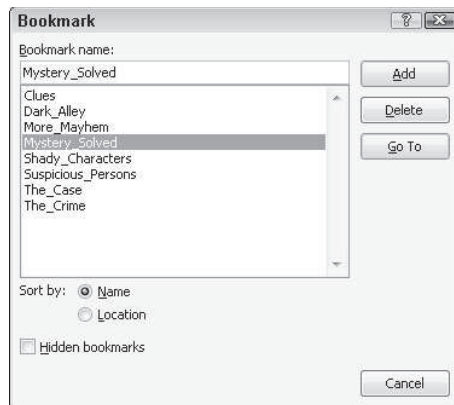 Bookmark
Bookmark name:
Mystery_Solved
Add
Clues
Dark_Alley
More_Mayhem
Mystery_Solved
Shady_Characters
Suspicious_Persons
The_Case
The_Crime
Delete
Go To
Sort by: Name
Location
Hidden bookmarks
Cancel